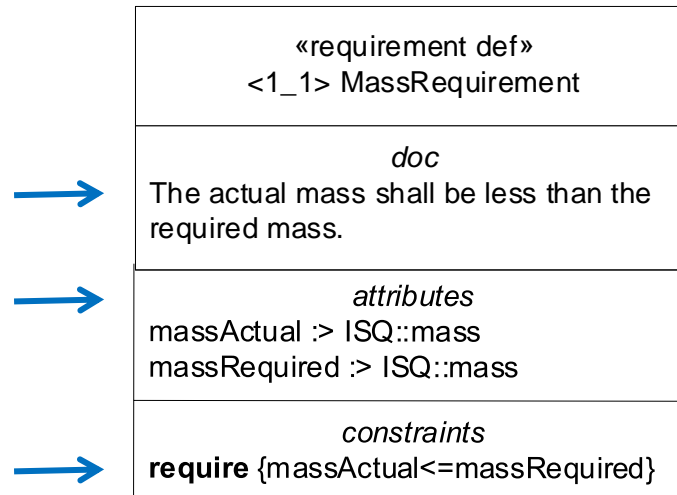 «requirement def»
<1_1> MassRequirement
doc
The actual mass shall be less than the
required mass.
attributes
massActual :> ISQ::mass
massRequired :> ISQ::mass
constraints
require {massActual<=massRequired}